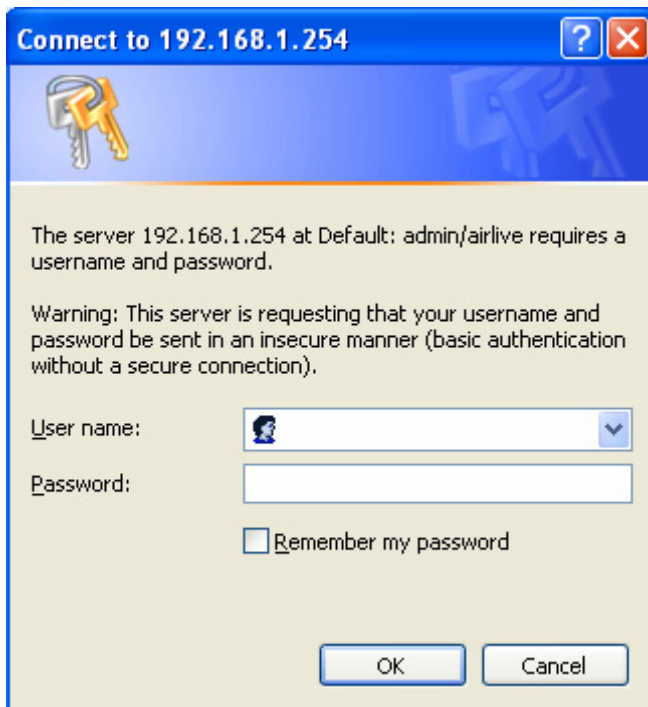 Connect to 192.168.1.254
The server 192.168.1.254 at Default: admin/airlive requires a
username and password.
Warning: This server is requesting that your username and
password be sent in an insecure manner (basic authentication
without a secure connection).
User name:
Password:
Remember my password
OK Cancel